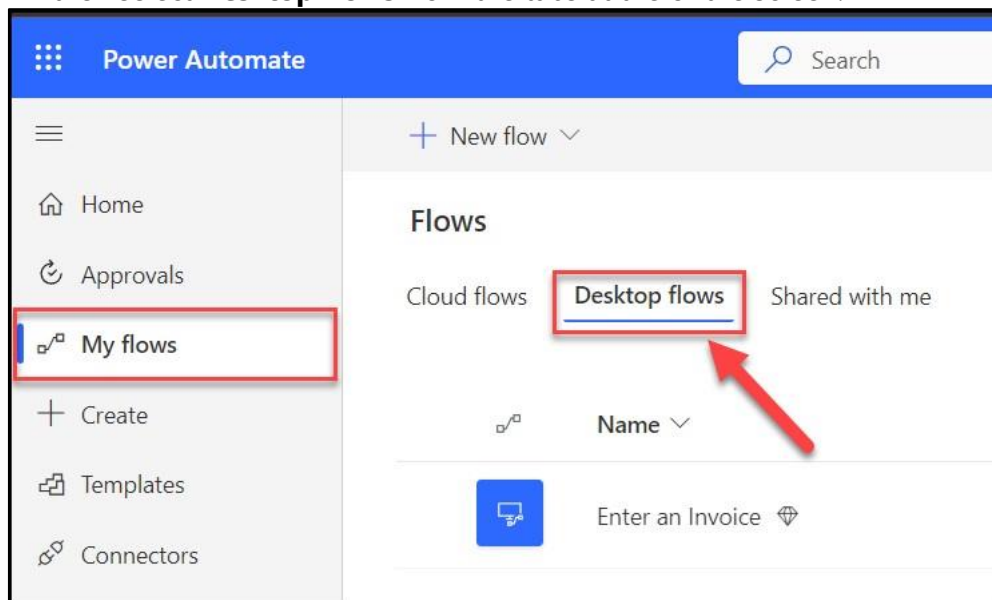 Power Automate
Search
New flow
Home
Flows
Approvals
Cloud flows
Desktop flows
Shared with me
My flows
Create
Name
Templates
Enter an Invoice
Connectors